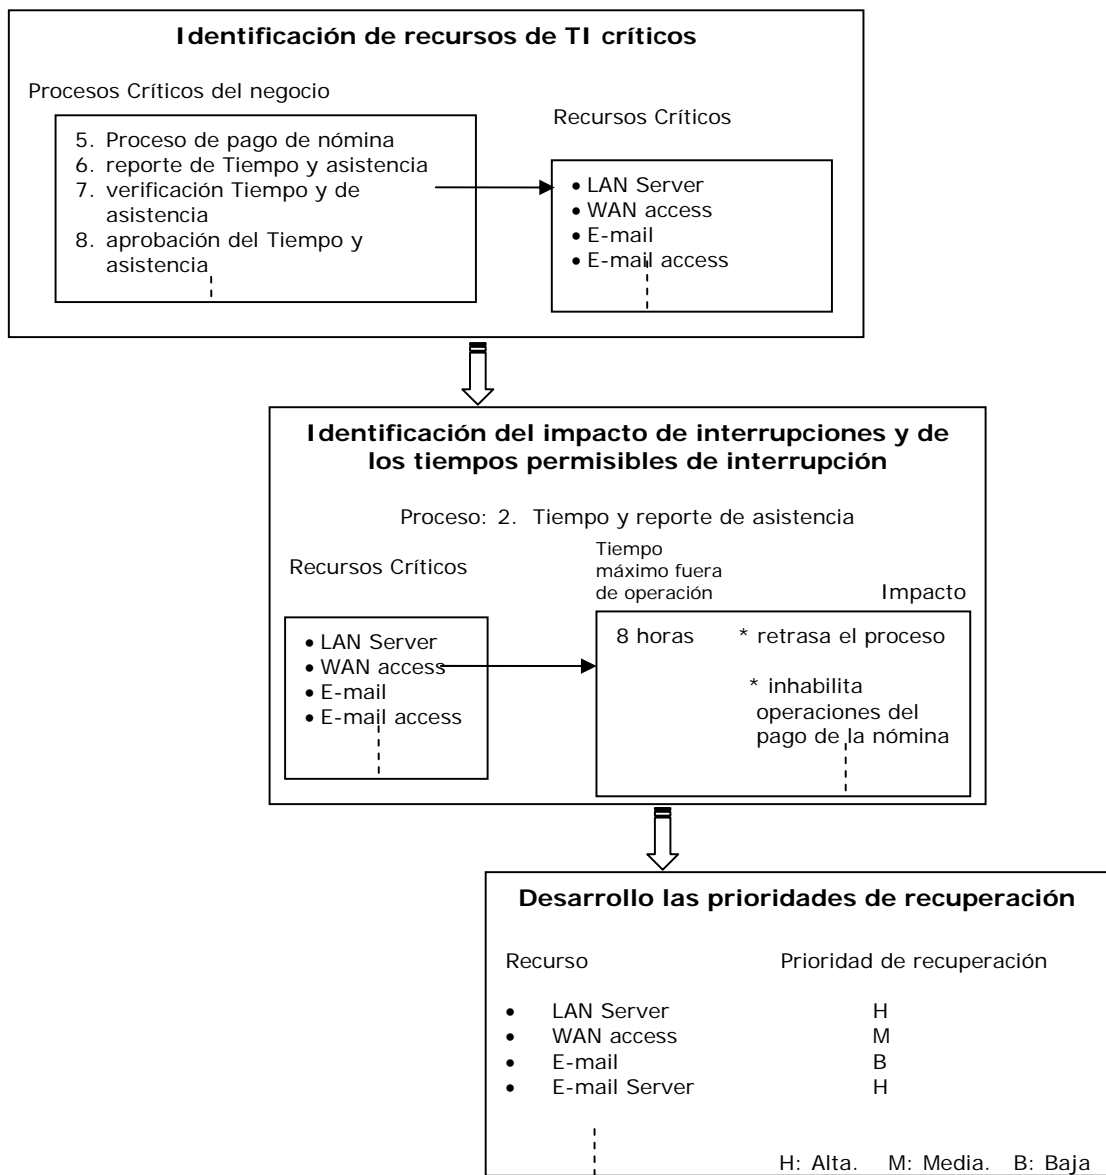 Identificación de recursos de TI críticos
Procesos Críticos del negocio
5. Proceso de pago de nómina
6. reporte de Tiempo y asistencia
7. verificación Tiempo y de
asistencia
8. aprobación del Tiempo y
asistencia
Recursos Críticos
• LAN Server
• WAN access
• E-mail
• E-mail access
Identificación del impacto de interrupciones y de
los tiempos permisibles de interrupción
Proceso: 2. Tiempo y reporte de asistencia
Recursos Críticos
• LAN Server
• WAN access
• E-mail
• E-mail access
Tiempo
máximo fuera
de operación
Impacto
8 horas * retrasa el proceso
* inhabilita
operaciones del
pago de la nómina
Desarrollo las prioridades de recuperación
Recurso Prioridad de recuperación
• LAN Server H
• WAN access M
• E-mail B
• E-mail Server H
H: Alta. M: Media. B: Baja